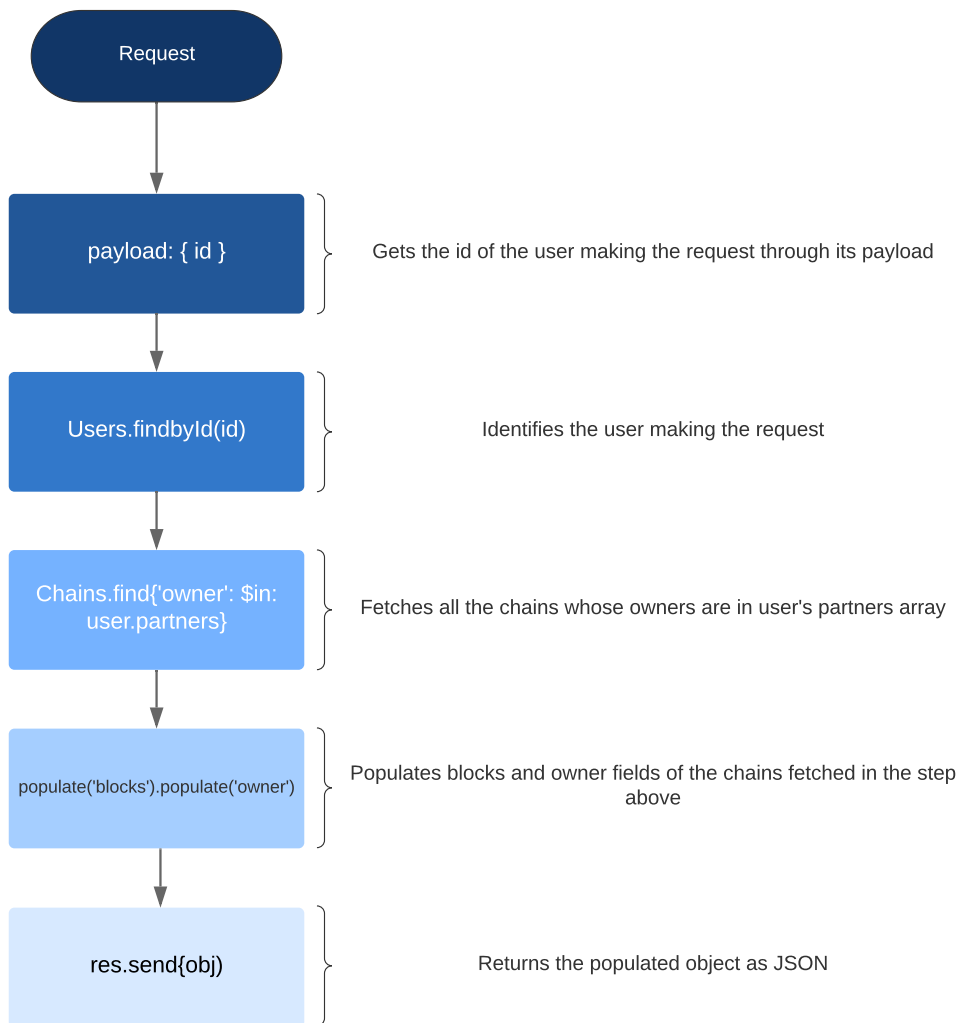 Request
payload: { id }
Gets the id of the user making the request through its payload
Users.findbyId(id)
Identifies the user making the request
Chains.find{'owner': $in:
user.partners}
Fetches all the chains whose owners are in user's partners array
populate('blocks').populate('owner')
Populates blocks and owner fields of the chains fetched in the step
above
res.send{obj)
Returns the populated object as JSON